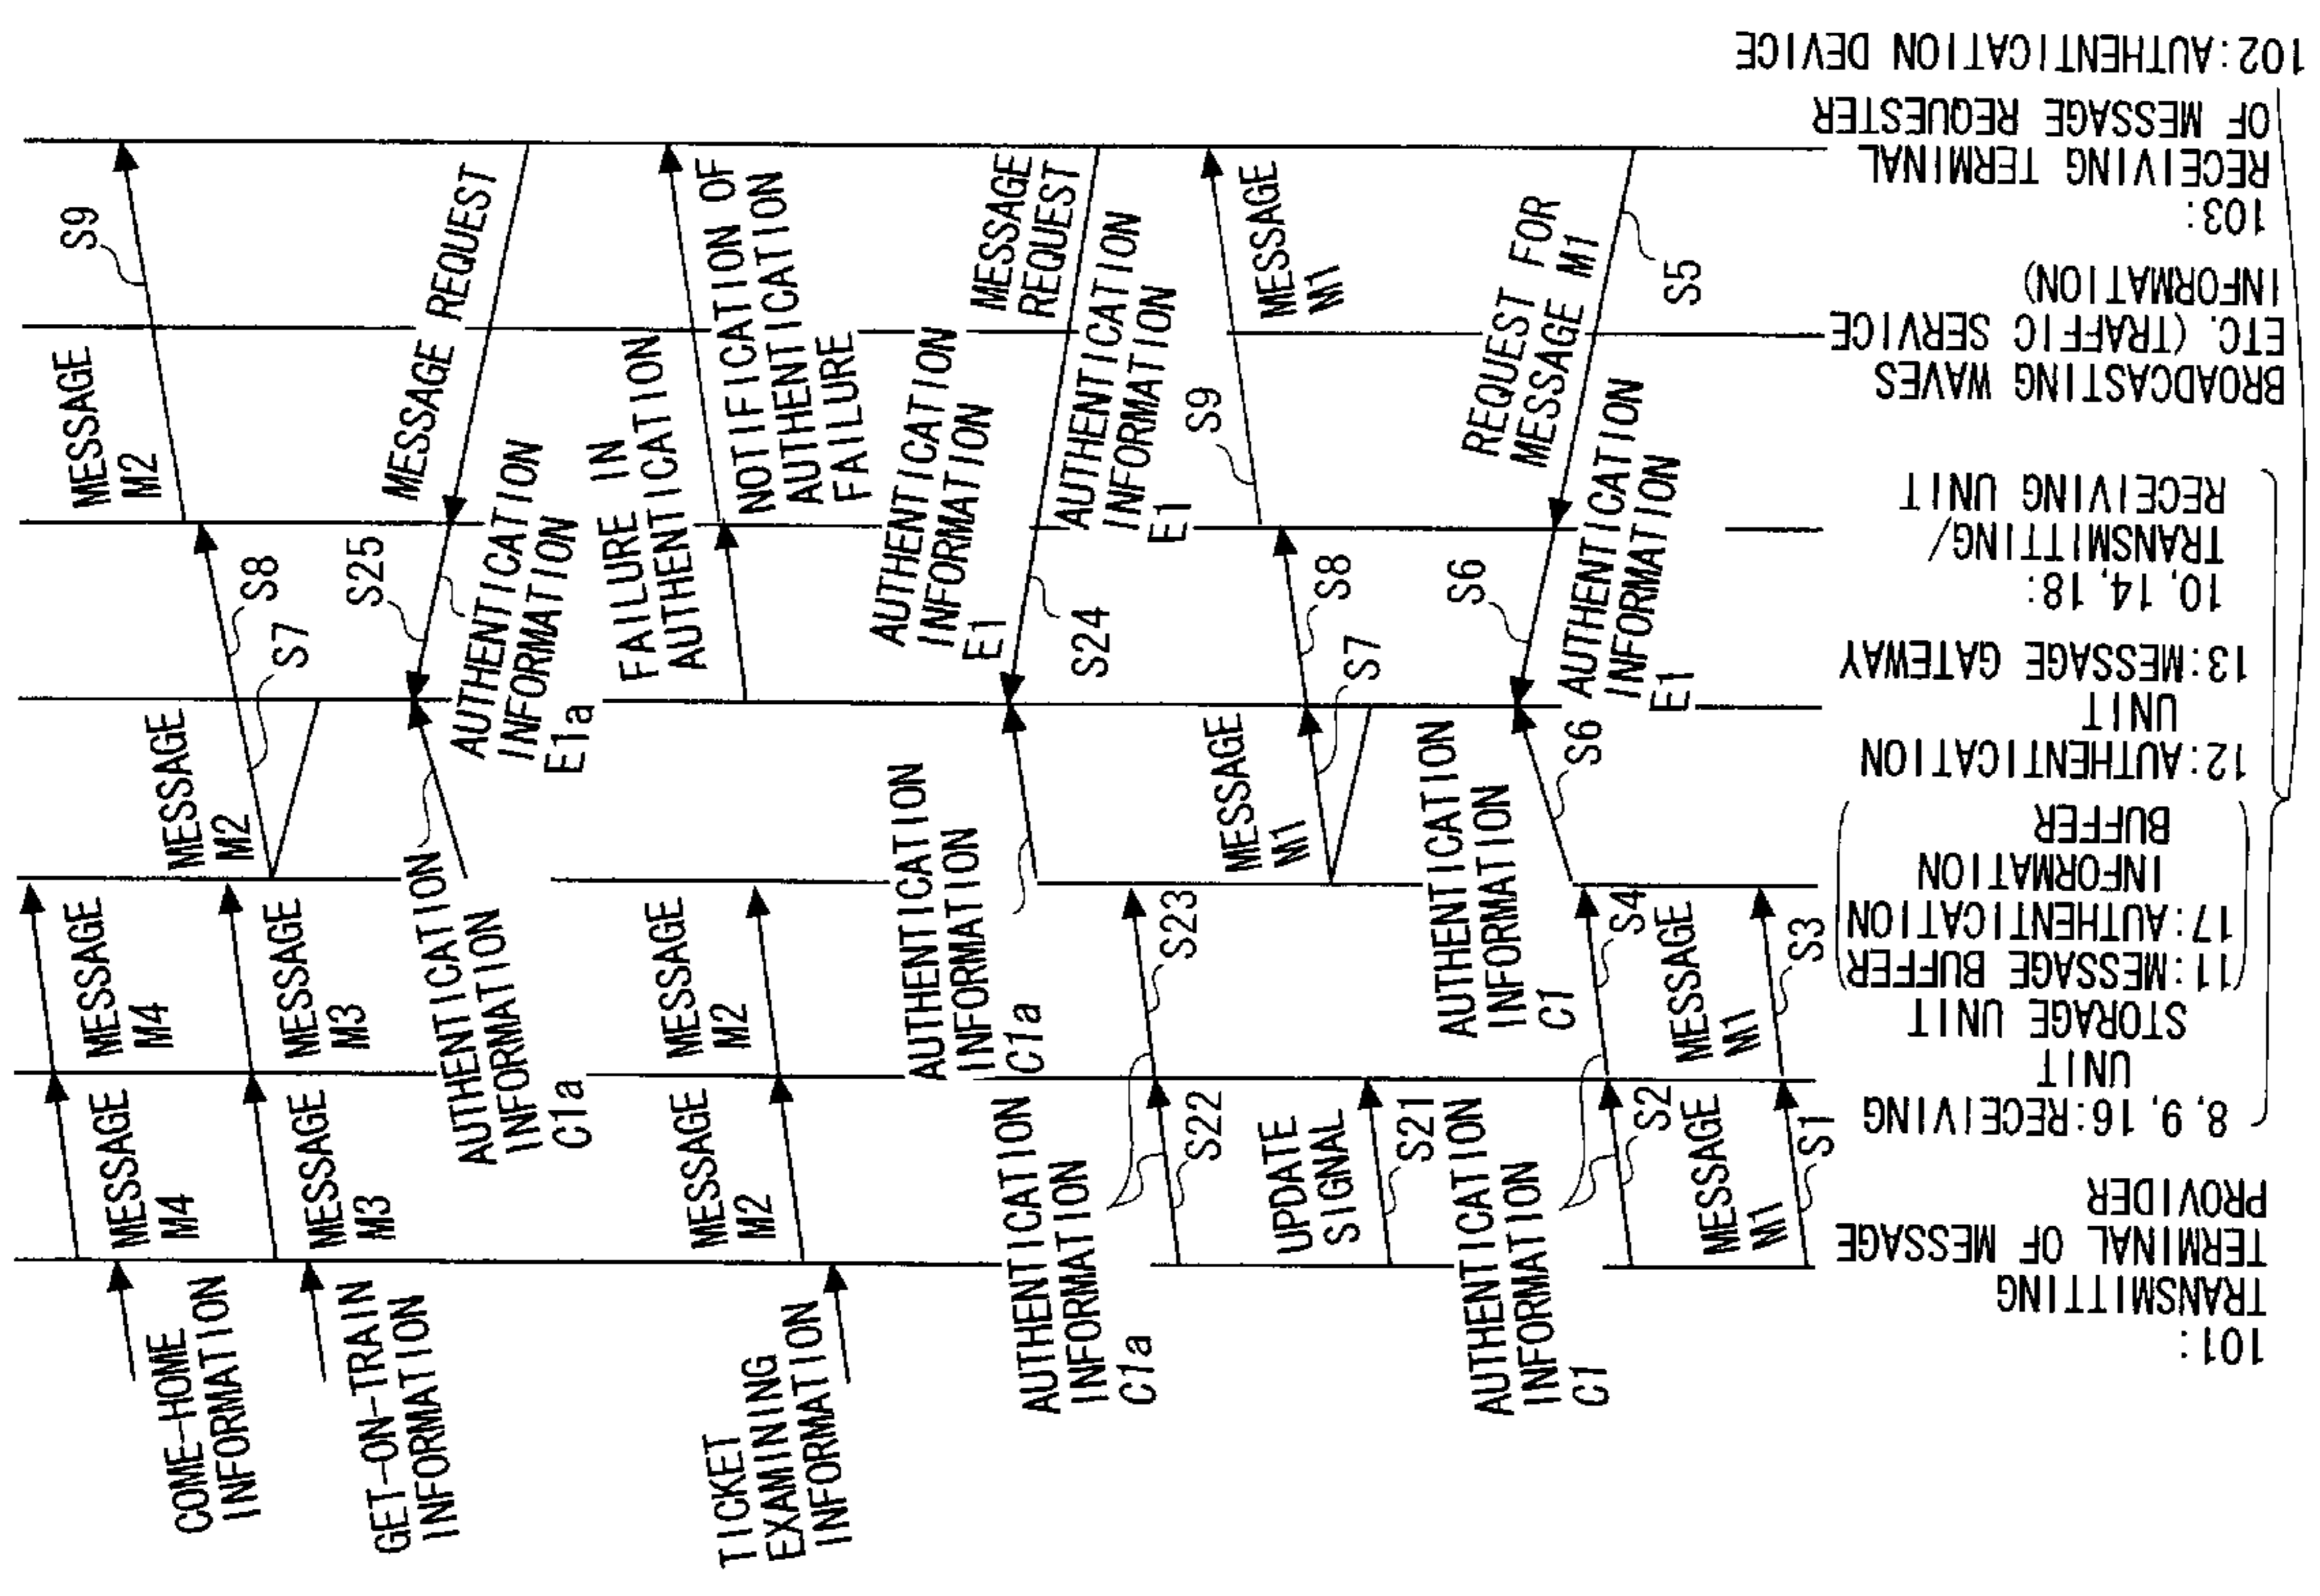 102:AUTHENTICATION DEVICE
101:
TRANSMITTING
TERMINAL OF MESSAGE
PROVIDER
8, 9, 16:RECEIVING
UNIT
STORAGE UNIT
11:MESSAGE BUFFER
17:AUTHENTICATION
INFORMATION
BUFFER
12:AUTHENTICATION
UNIT
13:MESSAGE GATEWAY
10, 14, 18:
TRANSMITTING/
RECEIVING UNIT
BROADCASTING WAVES
ETC. (TRAFFIC SERVICE
INFORMATION)
103:
RECEIVING TERMINAL
OF MESSAGE REQUESTER
S1
MESSAGE
M1
S3
MESSAGE
M1
S2
AUTHENTICATION
INFORMATION
C1
S4
AUTHENTICATION
INFORMATION
C1
S5
REQUEST FOR
MESSAGE M1
S6
AUTHENTICATION
INFORMATION
E1
S6
S7
MESSAGE
M1
S8
S9
MESSAGE
M1
S21
UPDATE
SIGNAL
S22
AUTHENTICATION
INFORMATION
C1a
S23
AUTHENTICATION
INFORMATION
C1a
MESSAGE
REQUEST
AUTHENTICATION
INFORMATION
E1
S24
AUTHENTICATION
INFORMATION
E1
FAILURE IN
AUTHENTICATION
NOTIFICATION OF
AUTHENTICATION
FAILURE
TICKET
EXAMINING
INFORMATION
MESSAGE
M2
MESSAGE
M2
MESSAGE REQUEST
AUTHENTICATION
INFORMATION
E1a
S25
AUTHENTICATION
INFORMATION
C1a
GET-ON-TRAIN
INFORMATION
MESSAGE
M3
MESSAGE
M3
S7
MESSAGE
M2
S8
MESSAGE
M2
S9
COME-HOME
INFORMATION
MESSAGE
M4
MESSAGE
M4